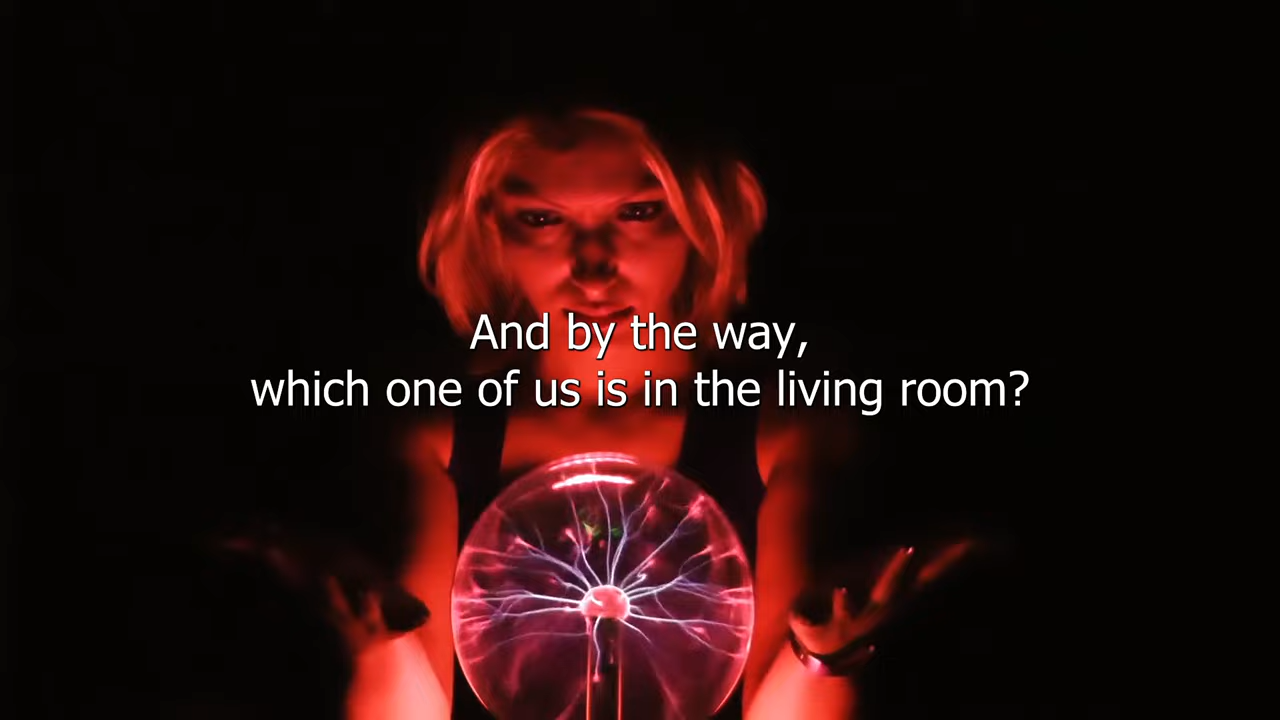 And by the way,
which one of us is in the living room?